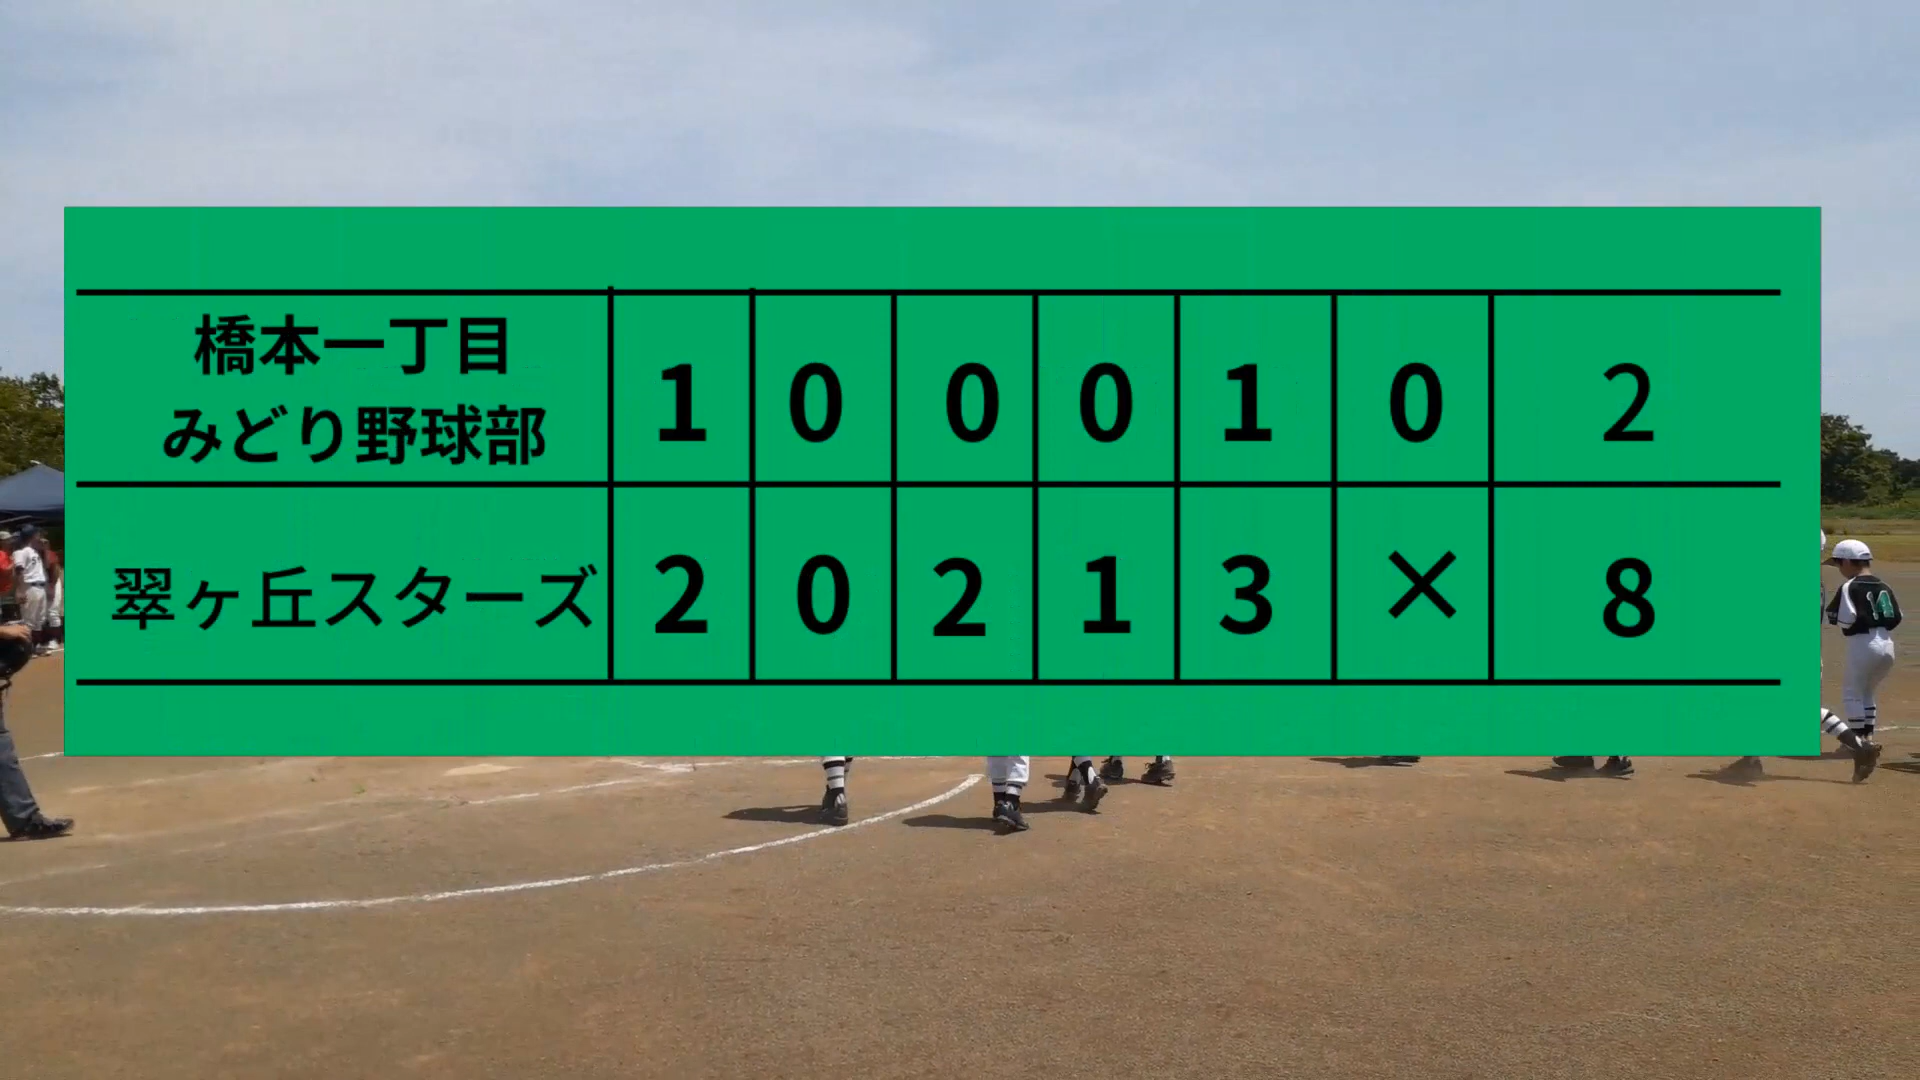 橋本一丁目
みどり野球部
1 0 0 0 1 0 2
翠ヶ丘スターズ 2 0 2 1 3 × 8
14